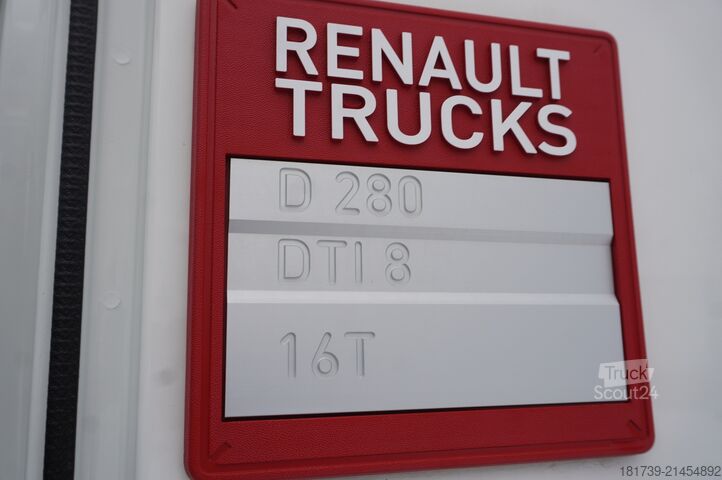 RENAULT
TRUCKS
D 280
DTI 8
16T
Truck
Scout24
181739-21454892